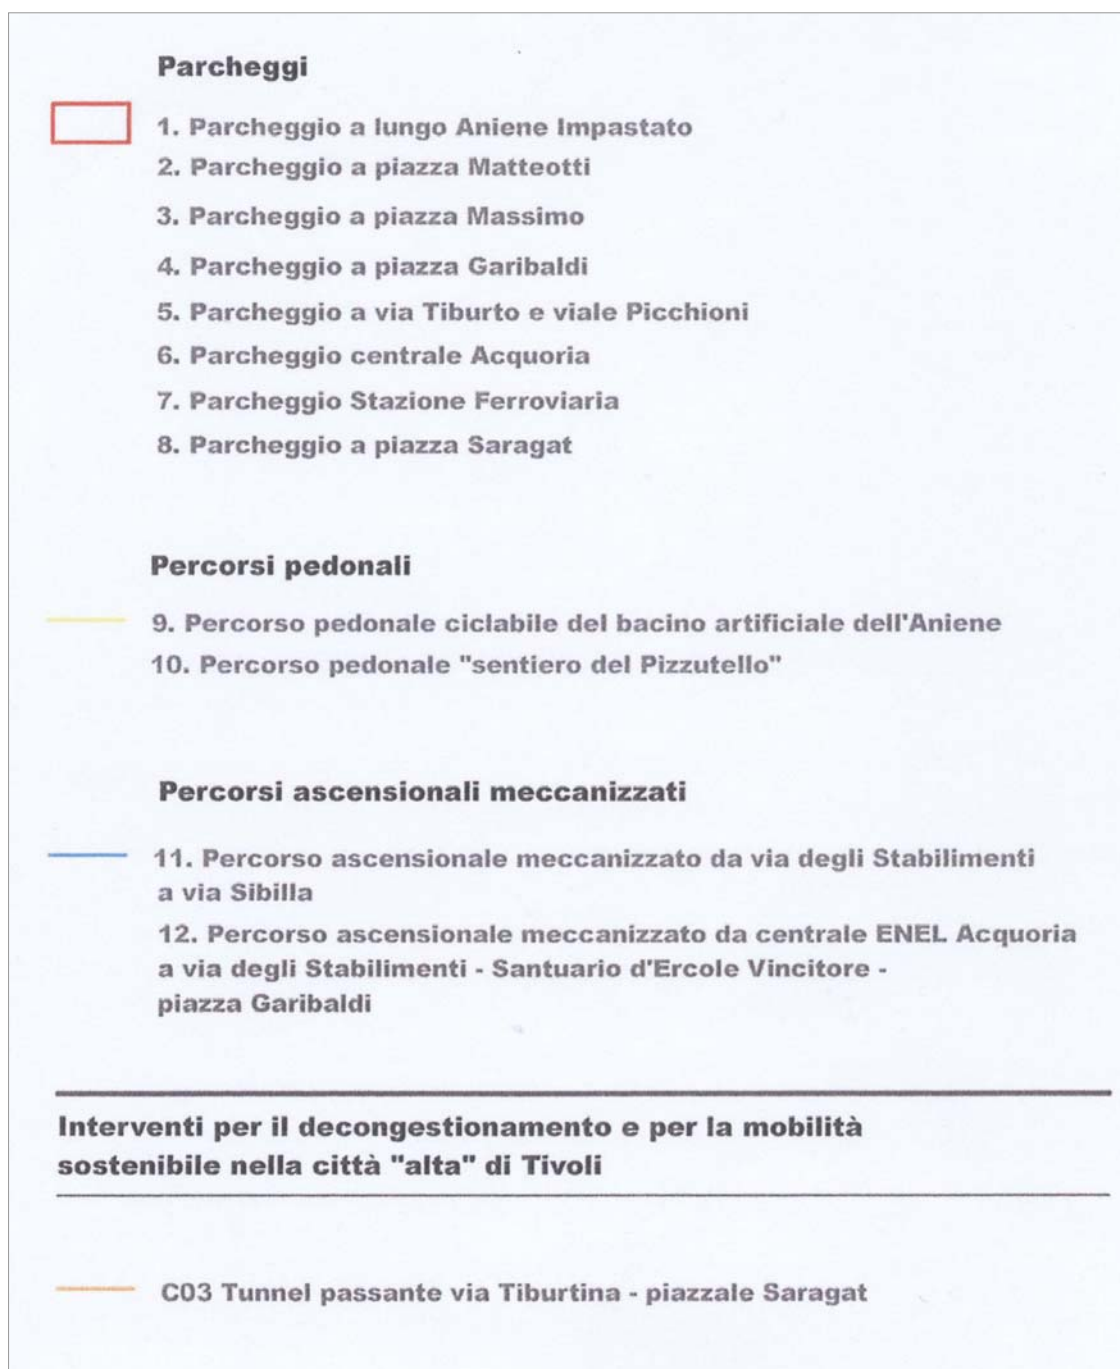 Parcheggi
1. Parcheggio a lungo Aniene Impastato
2. Parcheggio a piazza Matteotti
3. Parcheggio a piazza Massimo
4. Parcheggio a piazza Garibaldi
5. Parcheggio a via Tiburto e viale Picchioni
6. Parcheggio centrale Acquoria
7. Parcheggio Stazione Ferroviaria
8. Parcheggio a piazza Saragat
Percorsi pedonali
9. Percorso pedonale ciclabile del bacino artificiale dell'Aniene
10. Percorso pedonale "sentiero del Pizzutello"
Percorsi ascensionali meccanizzati
11. Percorso ascensionale meccanizzato da via degli Stabilimenti
a via Sibilla
12. Percorso ascensionale meccanizzato da centrale ENEL Acquoria
a via degli Stabilimenti - Santuario d'Ercole Vincitore -
piazza Garibaldi
Interventi per il decongestionamento e per la mobilità
sostenibile nella città "alta" di Tivoli
C03 Tunnel passante via Tiburtina - piazzale Saragat